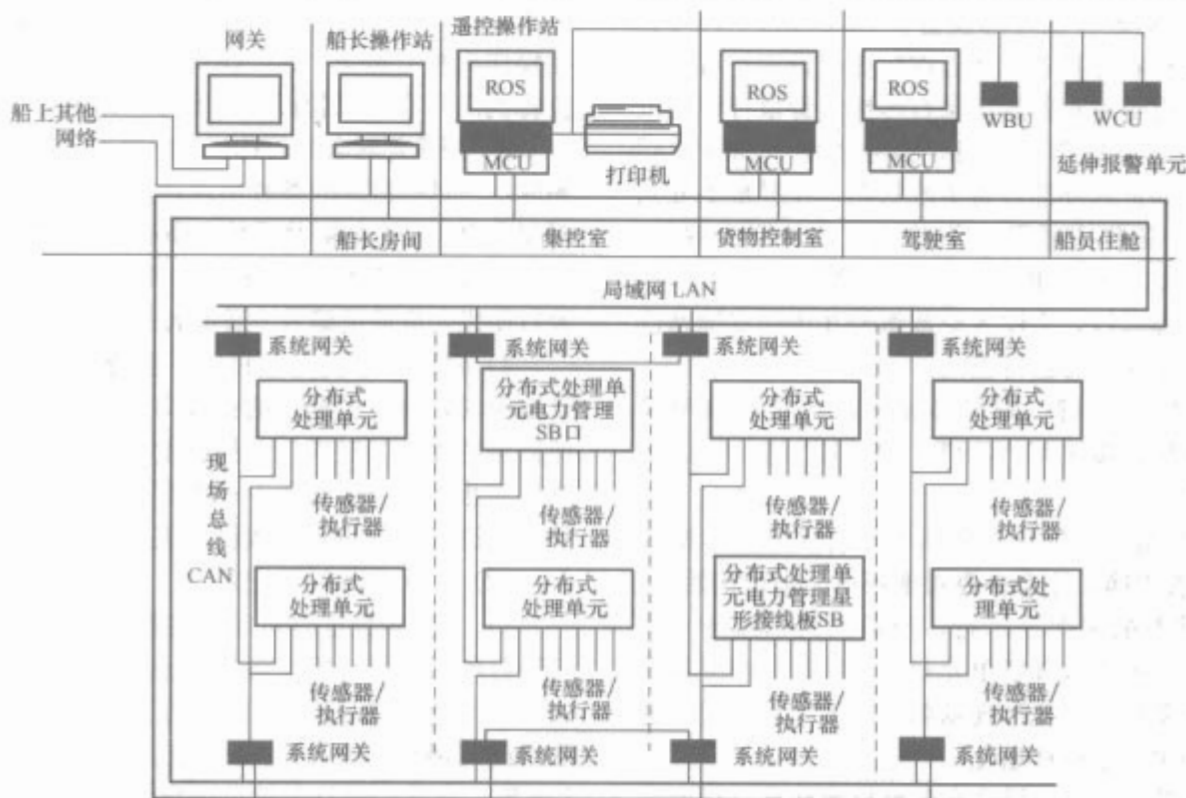 网关
船长操作站
遥控操作站
ROS
ROS
ROS
船上其他
网络
MCU
打印机
MCU
MCU
WBU
WCU
延伸报警单元
船长房间
集控室
货物控制室
驾驶室
船员住舱
局域网 LAN
系统网关
系统网关
系统网关
系统网关
分布式
处理单元
分布式处理单
元电力管理
SB口
分布式
处理单元
分布式
处理单元
现
场
总
线
CAN
传感器/
执行器
传感器/
执行器
传感器/
执行器
传感器/
执行器
分布式
处理单元
分布式
处理单元
分布式处理单
元电力管理星
形接线板SB
分布式处
理单元
传感器/
执行器
传感器/
执行器
传感器/
执行器
传感器/
执行器
系统网关
系统网关
系统网关
系统网关